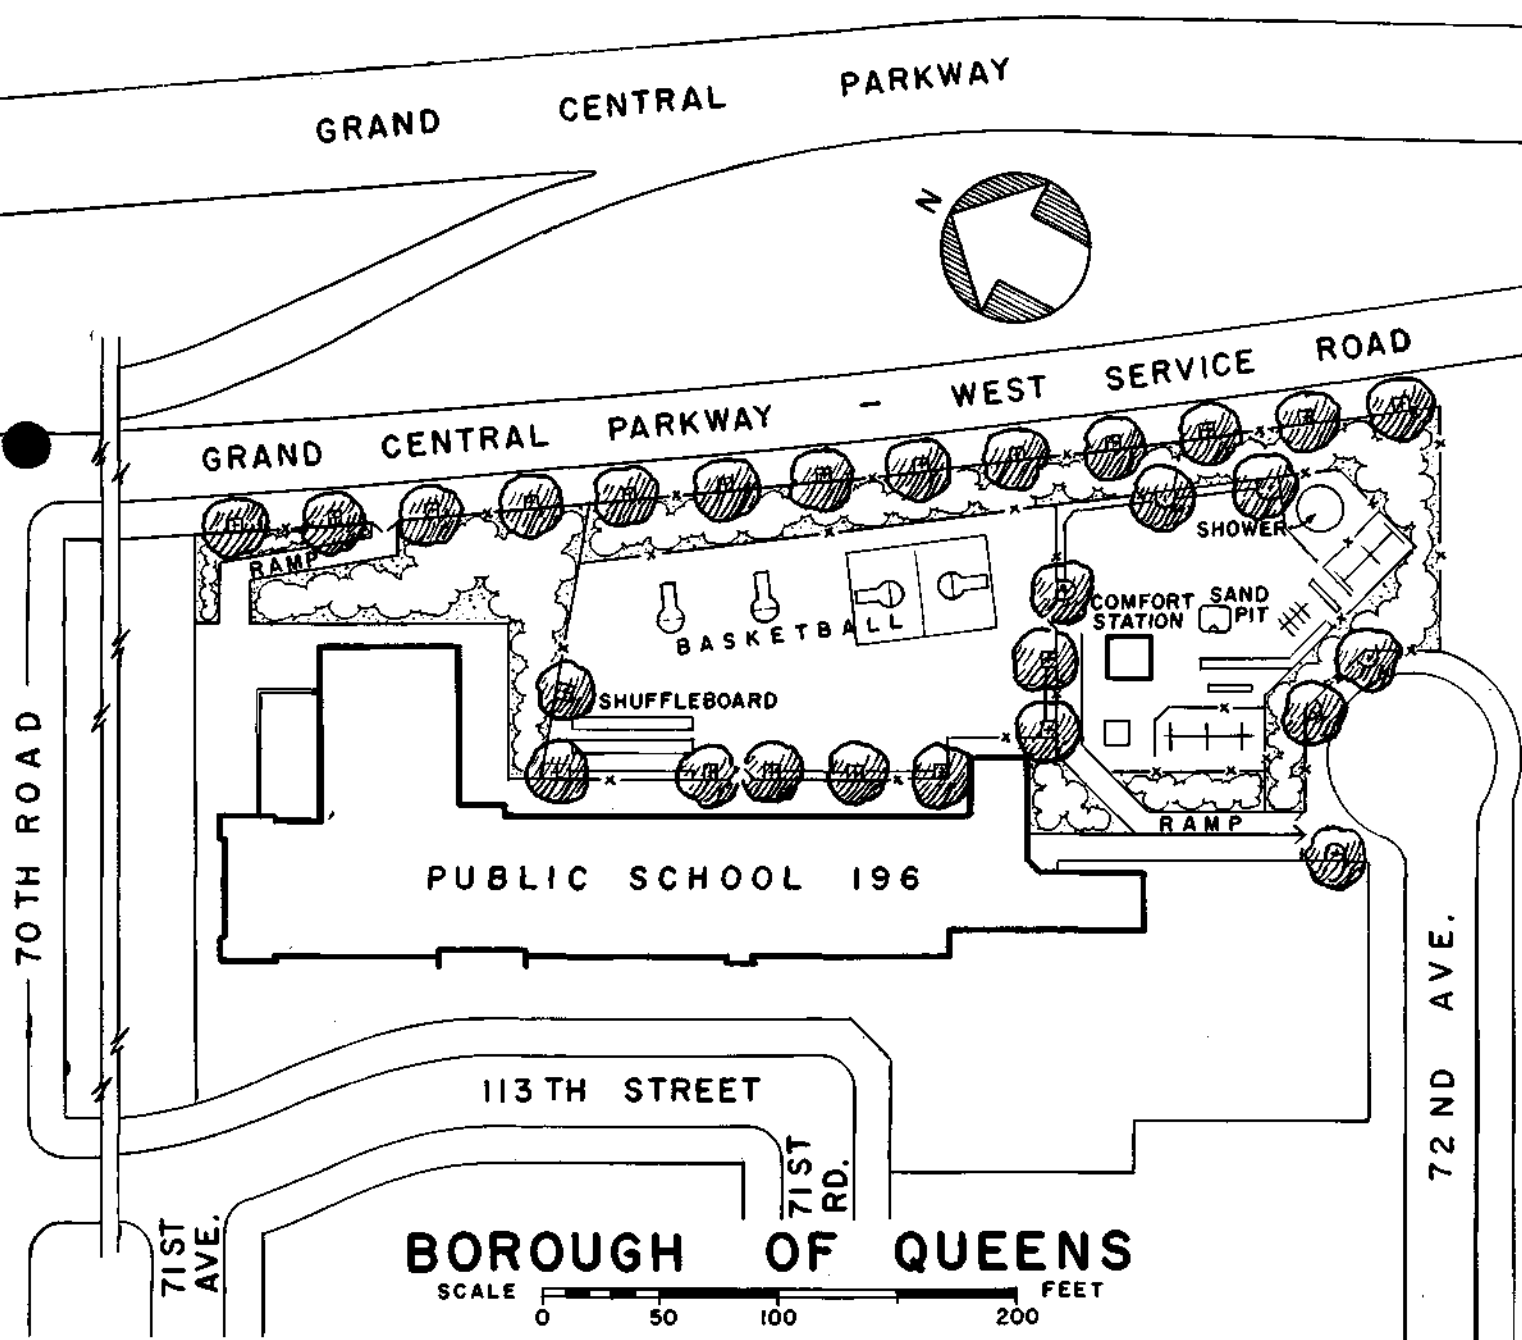 GRAND CENTRAL PARKWAY
N
GRAND CENTRAL PARKWAY – WEST SERVICE ROAD
SHOWER
RAMP
COMFORT
STATION
SAND
PIT
BASKETBALL
SHUFFLEBOARD
RAMP
70TH ROAD
PUBLIC SCHOOL 196
72ND AVE.
113TH STREET
71ST
RD.
71ST
AVE.
BOROUGH OF QUEENS
SCALE FEET
0 50 100 200